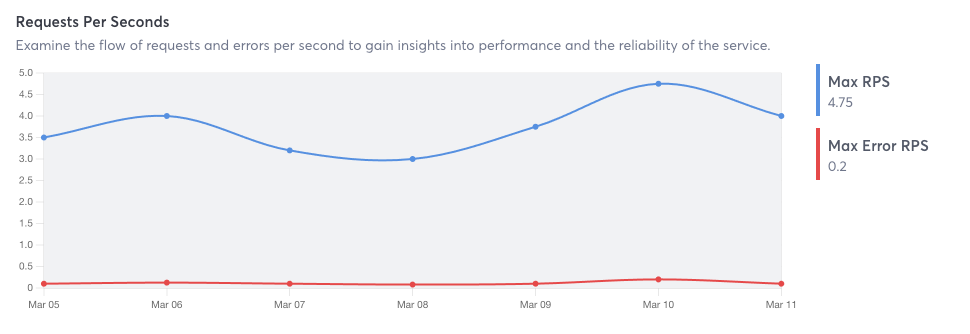 Requests Per Seconds
Examine the flow of requests and errors per second to gain insights into performance and the reliability of the service.
5.0
4.5
4.0
3.5
3.0
2.5
2.0
1.5
1.0
0.5
0
Mar 05 Mar 06 Mar 07 Mar 08 Mar 09 Mar 10 Mar 11
Max RPS
4.75
Max Error RPS
0.2